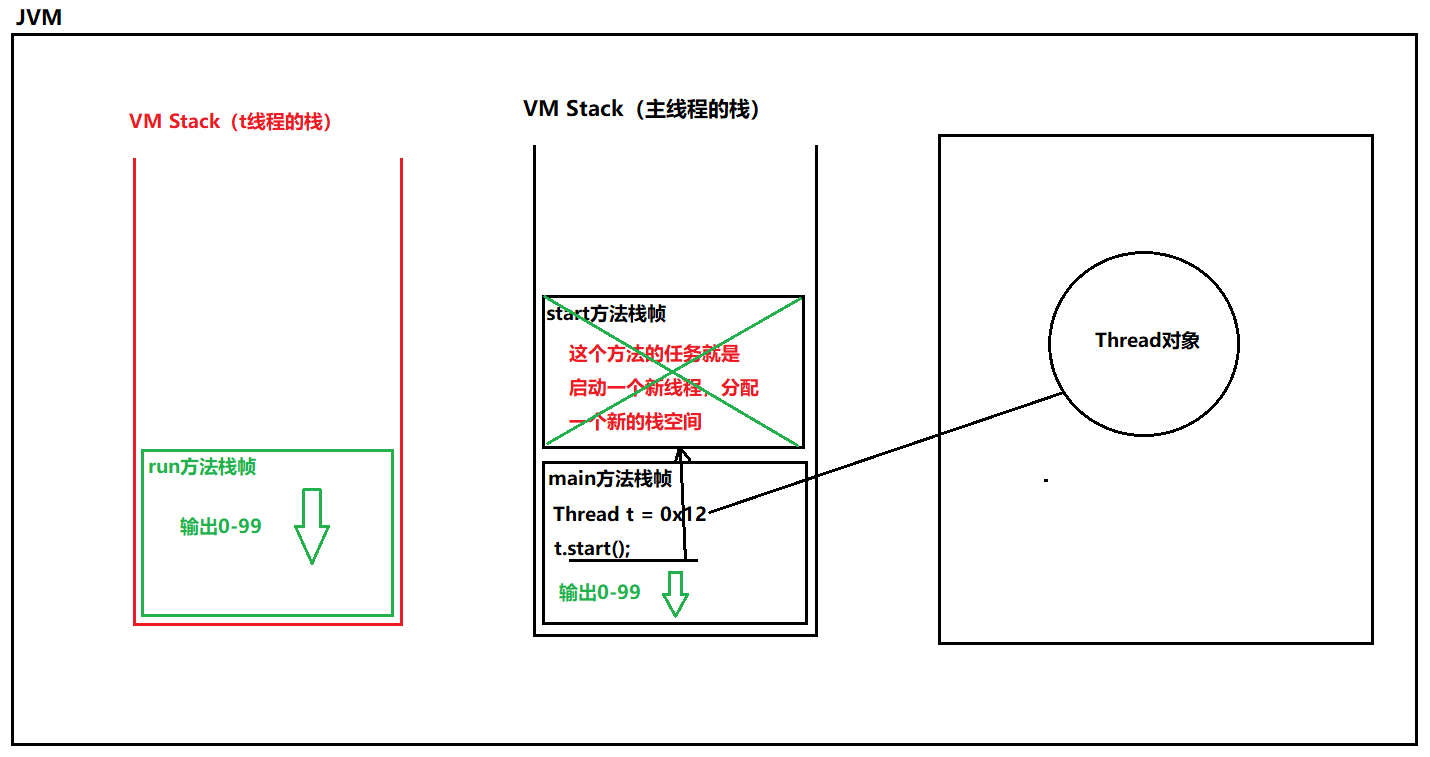 JVM
VM Stack（t线程的栈）
run方法栈帧
输出0-99
VM Stack（主线程的栈）
start方法栈帧
这个方法的任务就是
启动一个新线程，分配
一个新的栈空间
main方法栈帧
Thread t = 0x12
t.start();
输出0-99
Thread对象